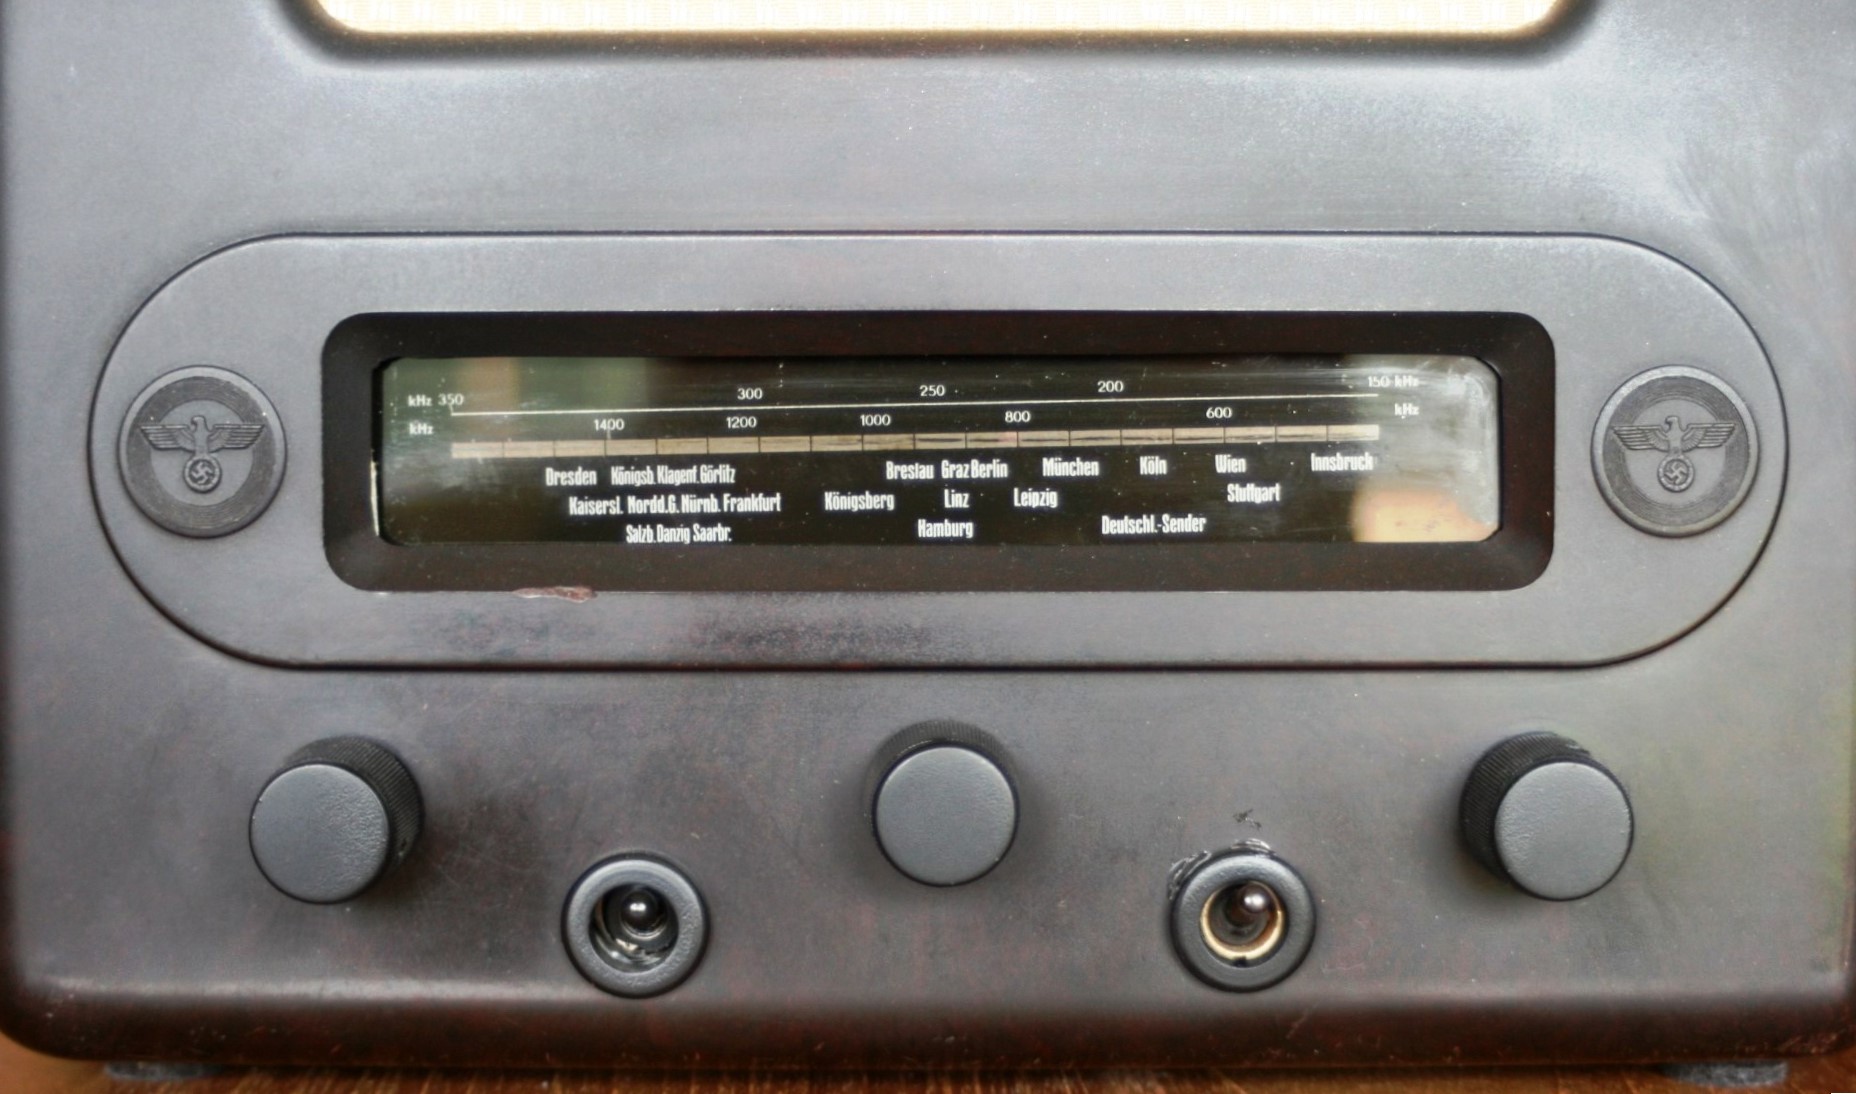 kHz 350 300 250 200 150 kHz
kHz 1400 1200 1000 800 600 kHz
Dresden Königsb. Klagenf. Görlitz Breslau Graz Berlin München Köln Wien Innsbruck
Kaisersl. Nordd.G. Nürnb. Frankfurt Königsberg Linz Leipzig Stuttgart
Salzb. Danzig Saarbr. Hamburg Deutschl.-Sender